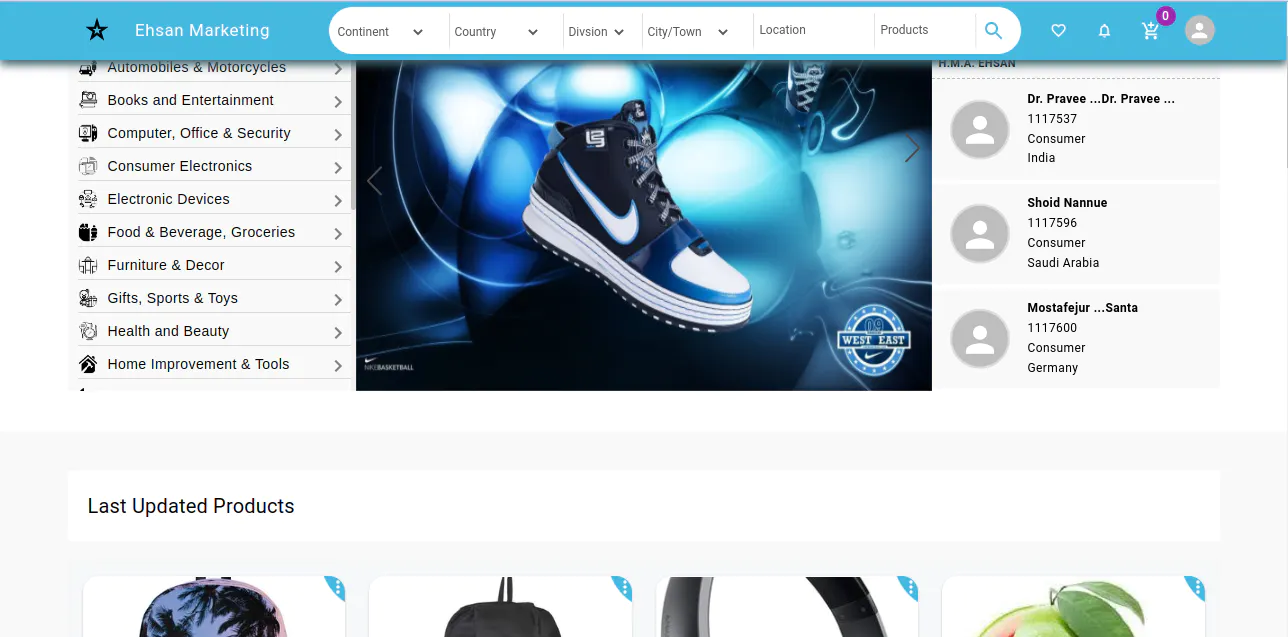 Ehsan Marketing
Continent
Country
Divsion
City/Town
Location
Products
0
Automobiles & Motorcycles
Books and Entertainment
Computer, Office & Security
Consumer Electronics
Electronic Devices
Food & Beverage, Groceries
Furniture & Decor
Gifts, Sports & Toys
Health and Beauty
Home Improvement & Tools
09
WEST EAST
NIKEBASKETBALL
H.M.A. EHSAN
Dr. Pravee ...Dr. Pravee ...
1117537
Consumer
India
Shoid Nannue
1117596
Consumer
Saudi Arabia
Mostafejur ...Santa
1117600
Consumer
Germany
Last Updated Products